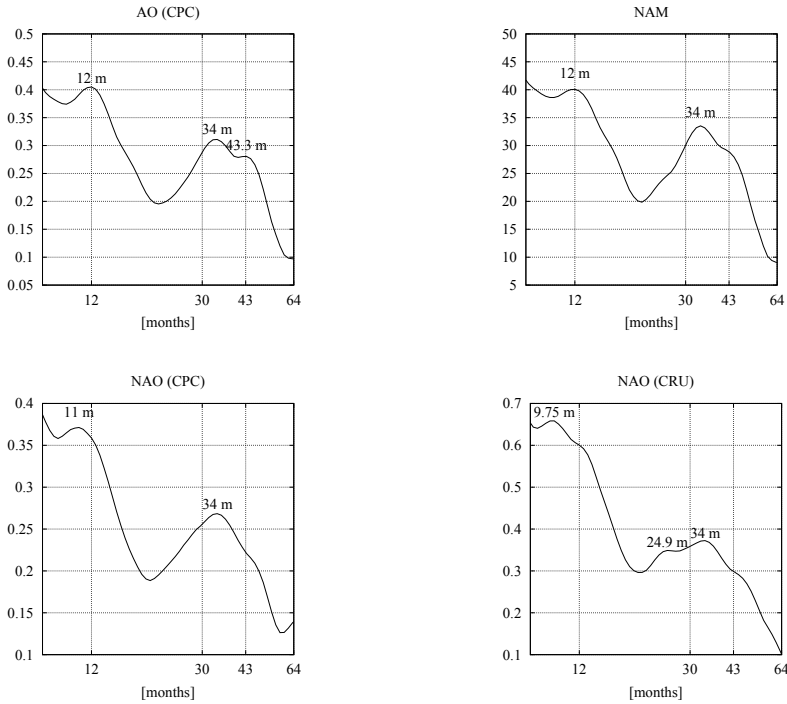 AO (CPC)
0.5
0.45
0.4
0.35
0.3
0.25
0.2
0.15
0.1
0.05
12 m
34 m
43.3 m
12
30
43
64
[months]
NAM
50
45
40
35
30
25
20
15
10
5
12 m
34 m
12
30
43
64
[months]
NAO (CPC)
0.4
0.35
0.3
0.25
0.2
0.15
0.1
11 m
34 m
12
30
43
64
[months]
NAO (CRU)
0.7
0.6
0.5
0.4
0.3
0.2
0.1
9.75 m
24.9 m
34 m
12
30
43
64
[months]